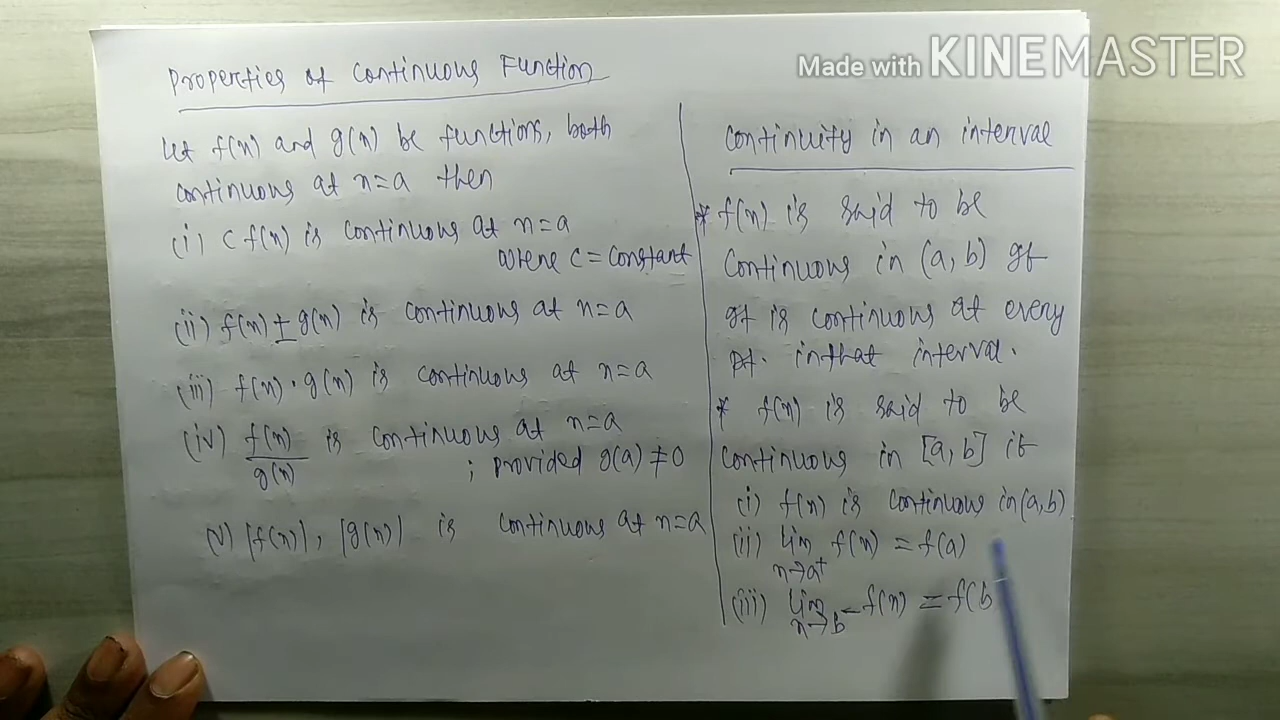 Made with KINEMASTER
Properties of Continuous Function
Let f(x) and g(x) be functions, both
continuous at x=a then
(i) c f(x) is continuous at x=a
where c = constant
(ii) f(x) ± g(x) is continuous at x=a
(iii) f(x) · g(x) is continuous at x=a
(iv) f(x)/g(x) is continuous at x=a
; provided g(a) ≠ 0
(v) |f(x)|, |g(x)| is continuous at x=a
Continuity in an interval
* f(x) is said to be
continuous in (a, b) If
It is continuous at every
pt. in that interval.
* f(x) is said to be
continuous in [a, b] if
(i) f(x) is continuous in (a, b)
(ii) lim f(x) = f(a)
x→a⁺
(iii) lim f(x) = f(b
x→b⁻